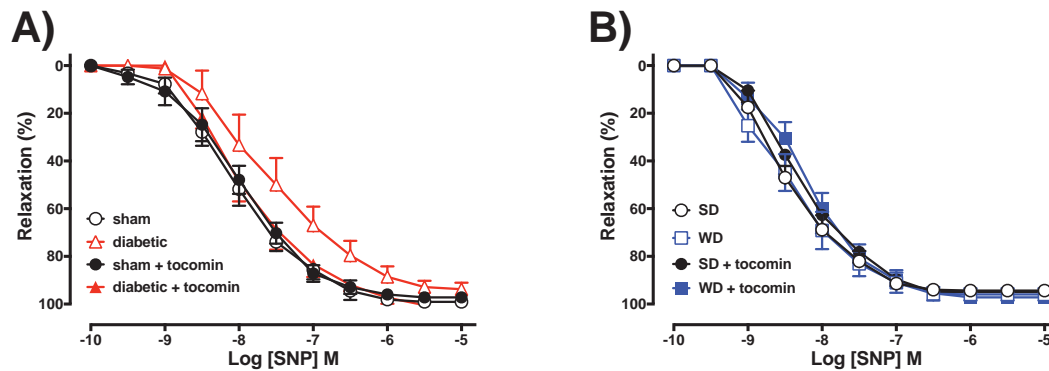 A)
Relaxation (%)
0
20
40
60
80
100
sham
diabetic
sham + tocomin
diabetic + tocomin
-10 -9 -8 -7 -6 -5
Log [SNP] M
B)
Relaxation (%)
0
20
40
60
80
100
SD
WD
SD + tocomin
WD + tocomin
-10 -9 -8 -7 -6 -5
Log [SNP] M